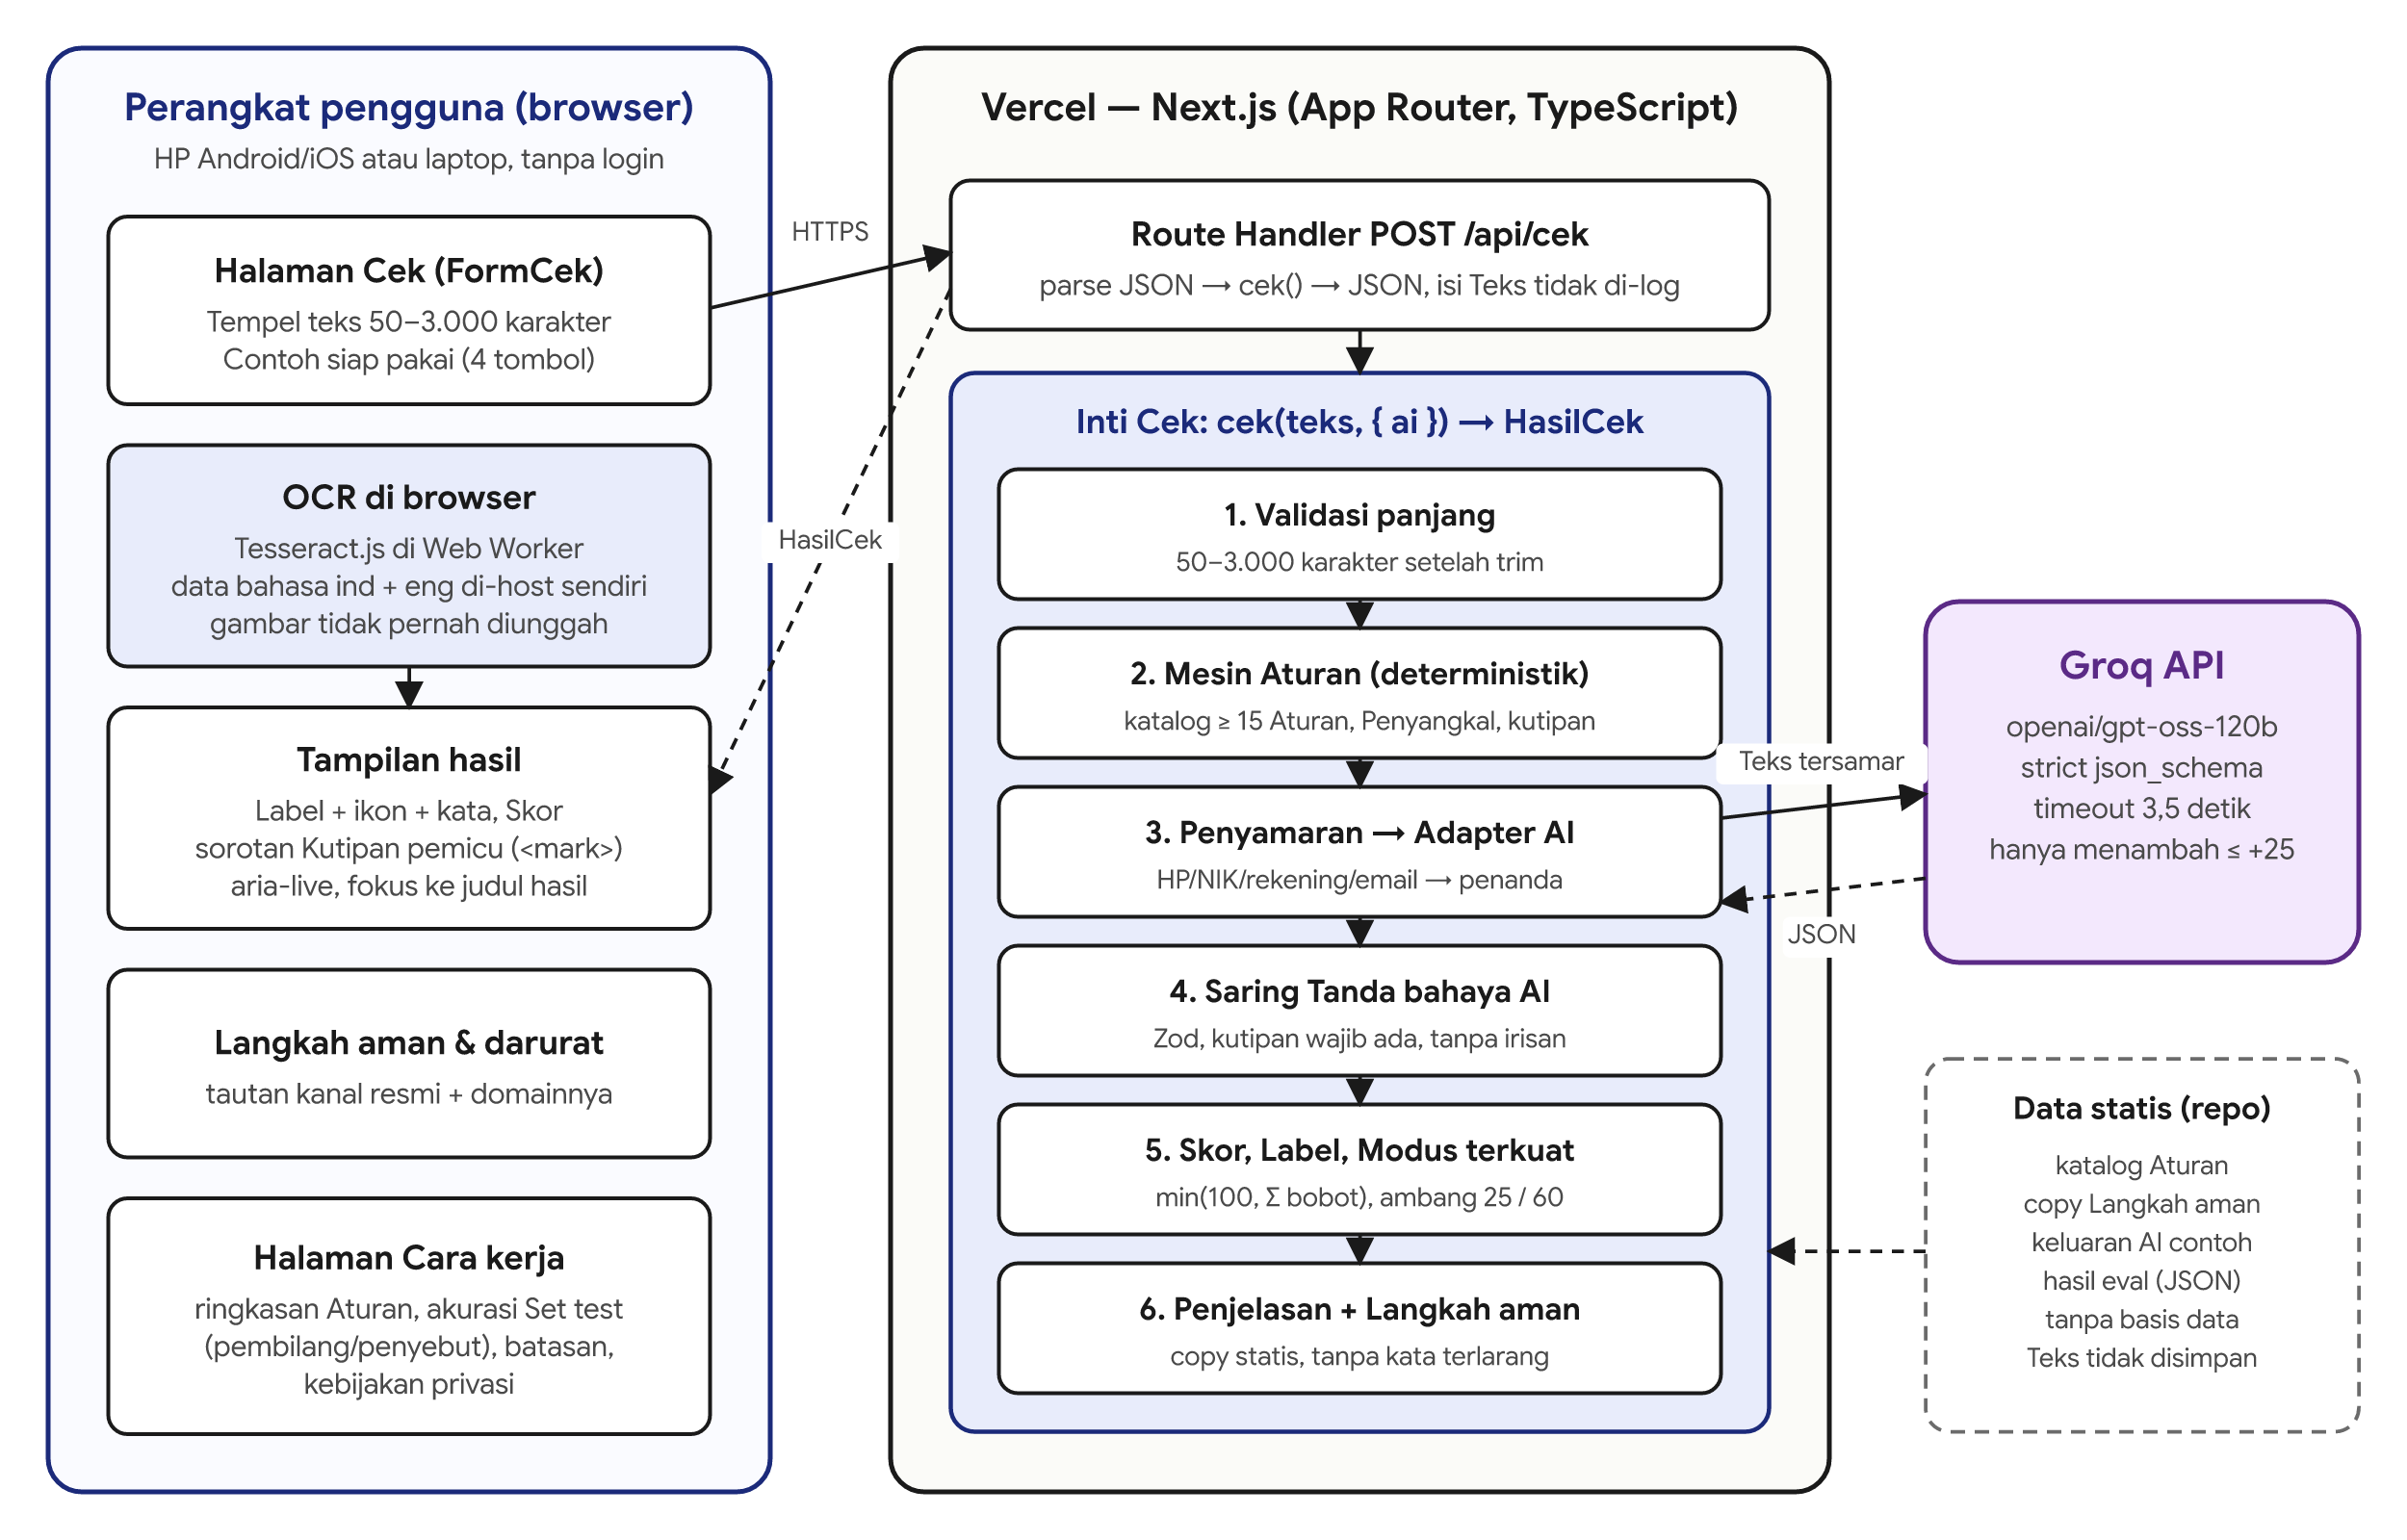 Perangkat pengguna (browser)
HP Android/iOS atau laptop, tanpa login
Halaman Cek (FormCek)
Tempel teks 50–3.000 karakter
Contoh siap pakai (4 tombol)
OCR di browser
Tesseract.js di Web Worker
data bahasa ind + eng di-host sendiri
gambar tidak pernah diunggah
Tampilan hasil
Label + ikon + kata, Skor
sorotan Kutipan pemicu (<mark>)
aria-live, fokus ke judul hasil
Langkah aman & darurat
tautan kanal resmi + domainnya
Halaman Cara kerja
ringkasan Aturan, akurasi Set test
(pembilang/penyebut), batasan,
kebijakan privasi
HTTPS
HasilCek
Vercel — Next.js (App Router, TypeScript)
Route Handler POST /api/cek
parse JSON → cek() → JSON, isi Teks tidak di-log
Inti Cek: cek(teks, { ai }) → HasilCek
1. Validasi panjang
50–3.000 karakter setelah trim
2. Mesin Aturan (deterministik)
katalog ≥ 15 Aturan, Penyangkal, kutipan
3. Penyamaran → Adapter AI
HP/NIK/rekening/email → penanda
4. Saring Tanda bahaya AI
Zod, kutipan wajib ada, tanpa irisan
5. Skor, Label, Modus terkuat
min(100, Σ bobot), ambang 25 / 60
6. Penjelasan + Langkah aman
copy statis, tanpa kata terlarang
Teks tersamar
JSON
Groq API
openai/gpt-oss-120b
strict json_schema
timeout 3,5 detik
hanya menambah ≤ +25
Data statis (repo)
katalog Aturan
copy Langkah aman
keluaran AI contoh
hasil eval (JSON)
tanpa basis data
Teks tidak disimpan